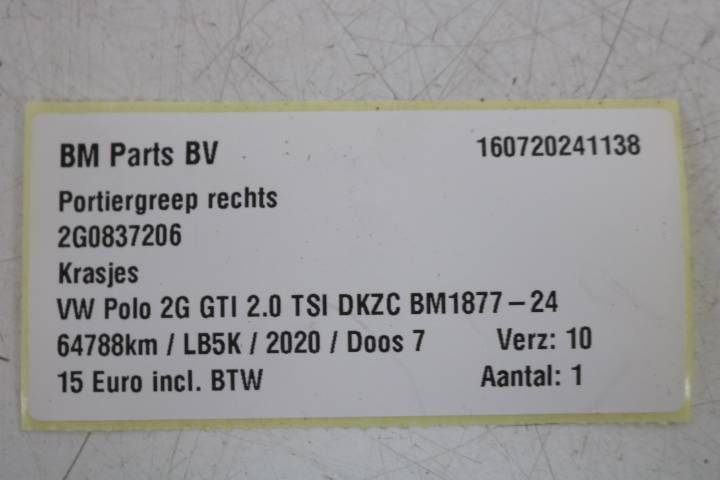 BM Parts BV 160720241138
Portiergreep rechts
2G0837206
Krasjes
VW Polo 2G GTI 2.0 TSI DKZC BM1877-24
64788km / LB5K / 2020 / Doos 7 Verz: 10
15 Euro incl. BTW Aantal: 1